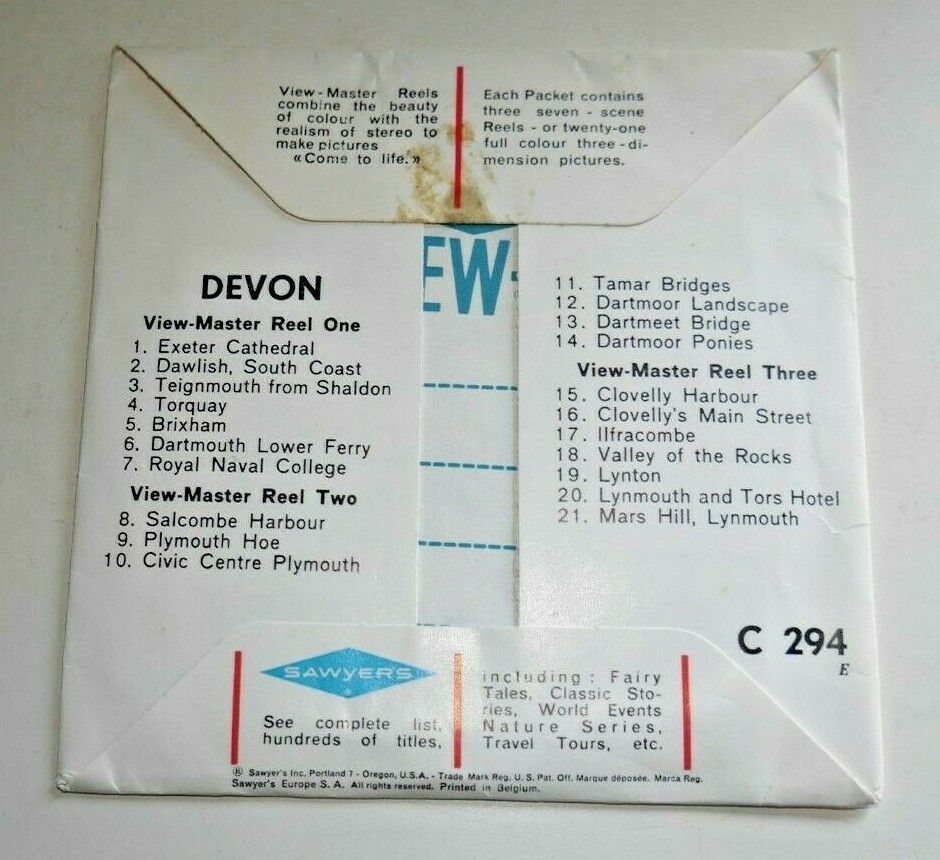 View-Master Reels
combine the beauty
of colour with the
realism of stereo to
make pictures
«Come to life.»
Each Packet contains
three seven - scene
Reels - or twenty-one
full colour three - di-
mension pictures.
EW-
DEVON
View-Master Reel One
1. Exeter Cathedral
2. Dawlish, South Coast
3. Teignmouth from Shaldon
4. Torquay
5. Brixham
6. Dartmouth Lower Ferry
7. Royal Naval College
View-Master Reel Two
8. Salcombe Harbour
9. Plymouth Hoe
10. Civic Centre Plymouth
11. Tamar Bridges
12. Dartmoor Landscape
13. Dartmeet Bridge
14. Dartmoor Ponies
View-Master Reel Three
15. Clovelly Harbour
16. Clovelly's Main Street
17. Ilfracombe
18. Valley of the Rocks
19. Lynton
20. Lynmouth and Tors Hotel
21. Mars Hill, Lynmouth
C 294
E
SAWYER'S
See complete list,
hundreds of titles,
including : Fairy
Tales, Classic Sto-
ries, World Events
Nature Series,
Travel Tours, etc.
® Sawyer's Inc. Portland 7 - Oregon, U.S.A. - Trade Mark Reg. U.S. Pat. Off. Marque déposée. Marca Reg.
Sawyer's Europe S. A. All rights reserved. Printed in Belgium.